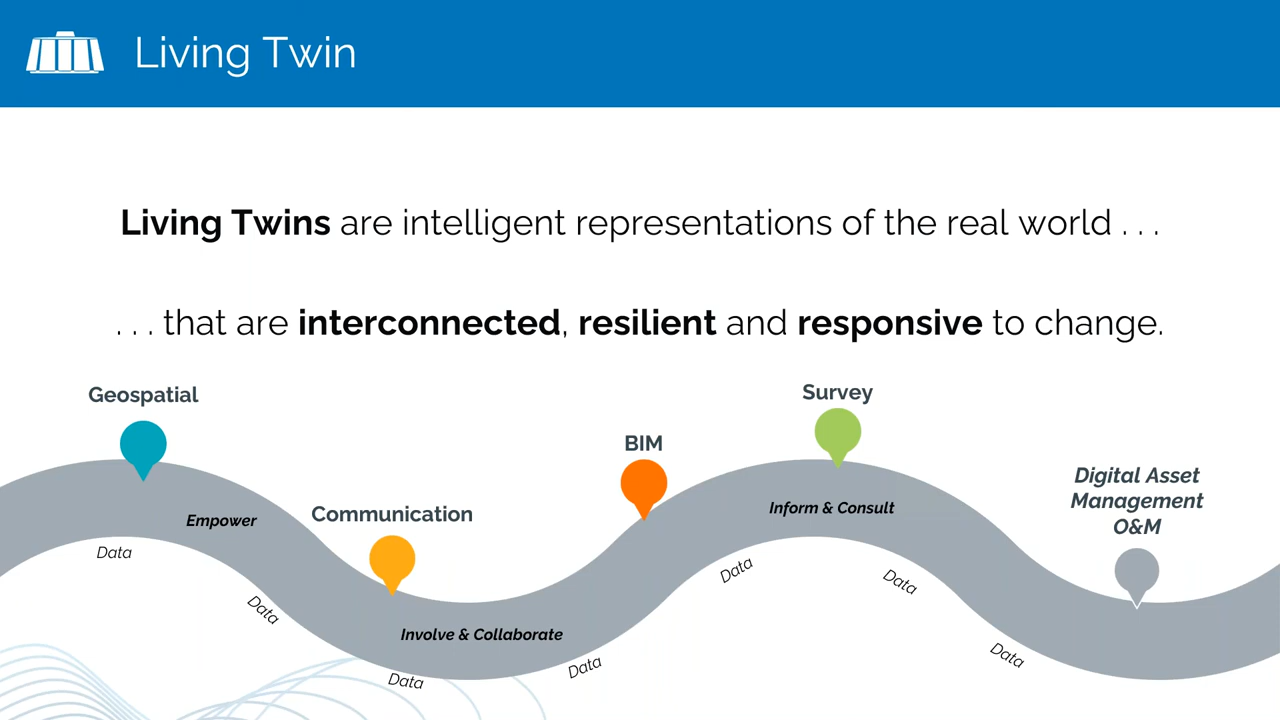 Living Twin
Living Twins are intelligent representations of the real world . . .
. . . that are interconnected, resilient and responsive to change.
Geospatial
Communication
BIM
Survey
Digital Asset
Management
O&M
Empower
Involve & Collaborate
Inform & Consult
Data
Data
Data
Data
Data
Data
Data